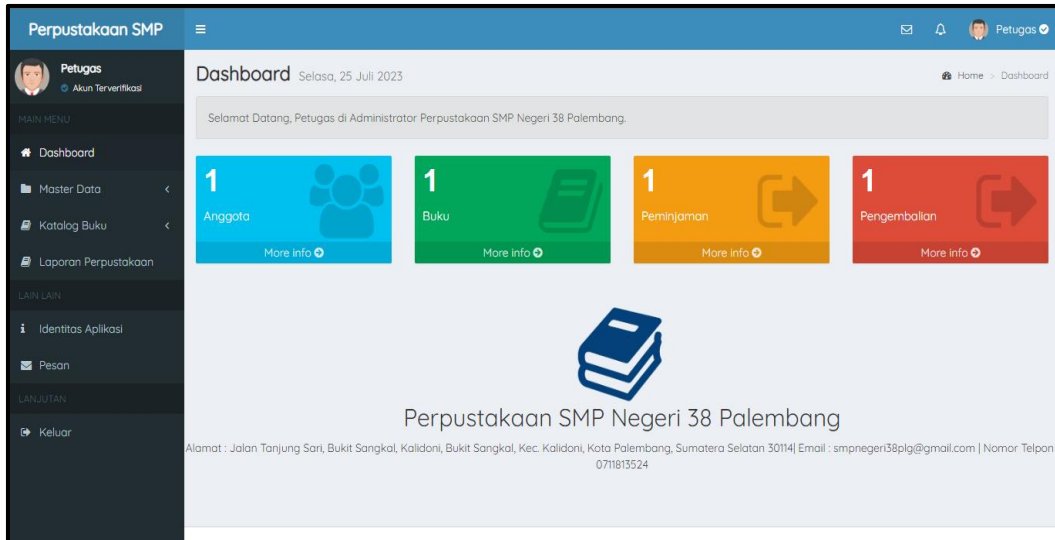 Perpustakaan SMP
Petugas
Petugas
Akun Terverifikasi
MAIN MENU
Dashboard
Master Data
Katalog Buku
Laporan Perpustakaan
LAIN LAIN
Identitas Aplikasi
Pesan
LANJUTAN
Keluar
Dashboard Selasa, 25 Juli 2023
Home > Dashboard
Selamat Datang, Petugas di Administrator Perpustakaan SMP Negeri 38 Palembang.
1
Anggota
More info
1
Buku
More info
1
Peminjaman
More info
1
Pengembalian
More info
Perpustakaan SMP Negeri 38 Palembang
Alamat : Jalan Tanjung Sari, Bukit Sangkal, Kalidoni, Bukit Sangkal, Kec. Kalidoni, Kota Palembang, Sumatera Selatan 30114| Email : smpnegeri38plg@gmail.com | Nomor Telpon
0711813524